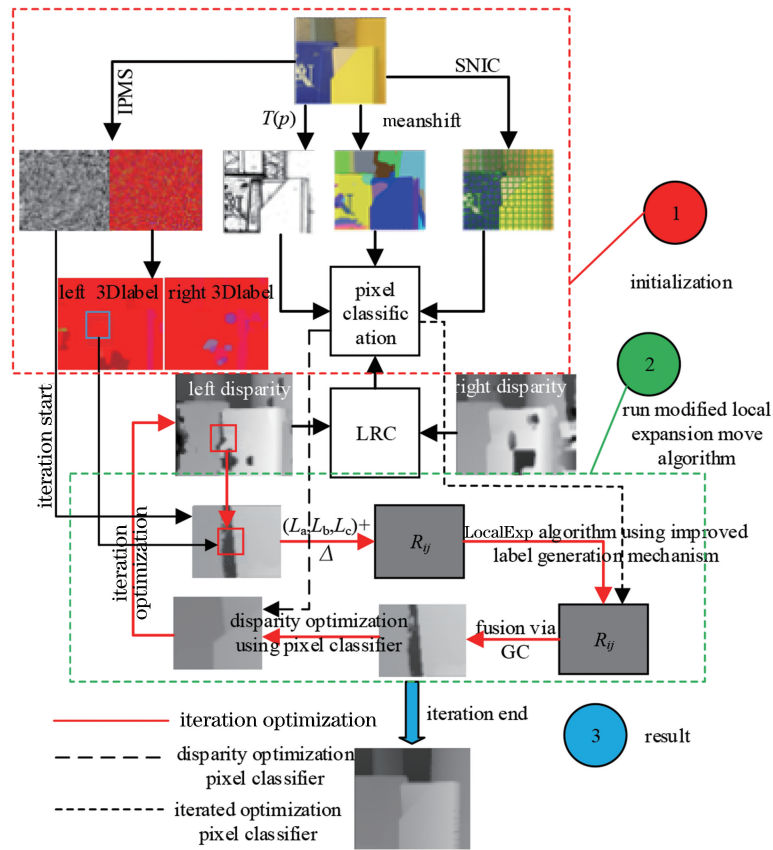 SNIC
IPMS
T(p)
meanshift
1
initialization
left 3Dlabel
right 3Dlabel
pixel
classific
ation
2
run modified local
expansion move
algorithm
left disparity
right disparity
LRC
iteration start
iteration
optimization
(La,Lb,Lc)+
Δ
Rij
LocalExp algorithm using improved
label generation mechanism
disparity optimization
using pixel classifier
fusion via
GC
Rij
iteration optimization
iteration end
3
result
disparity optimization
pixel classifier
iterated optimization
pixel classifier